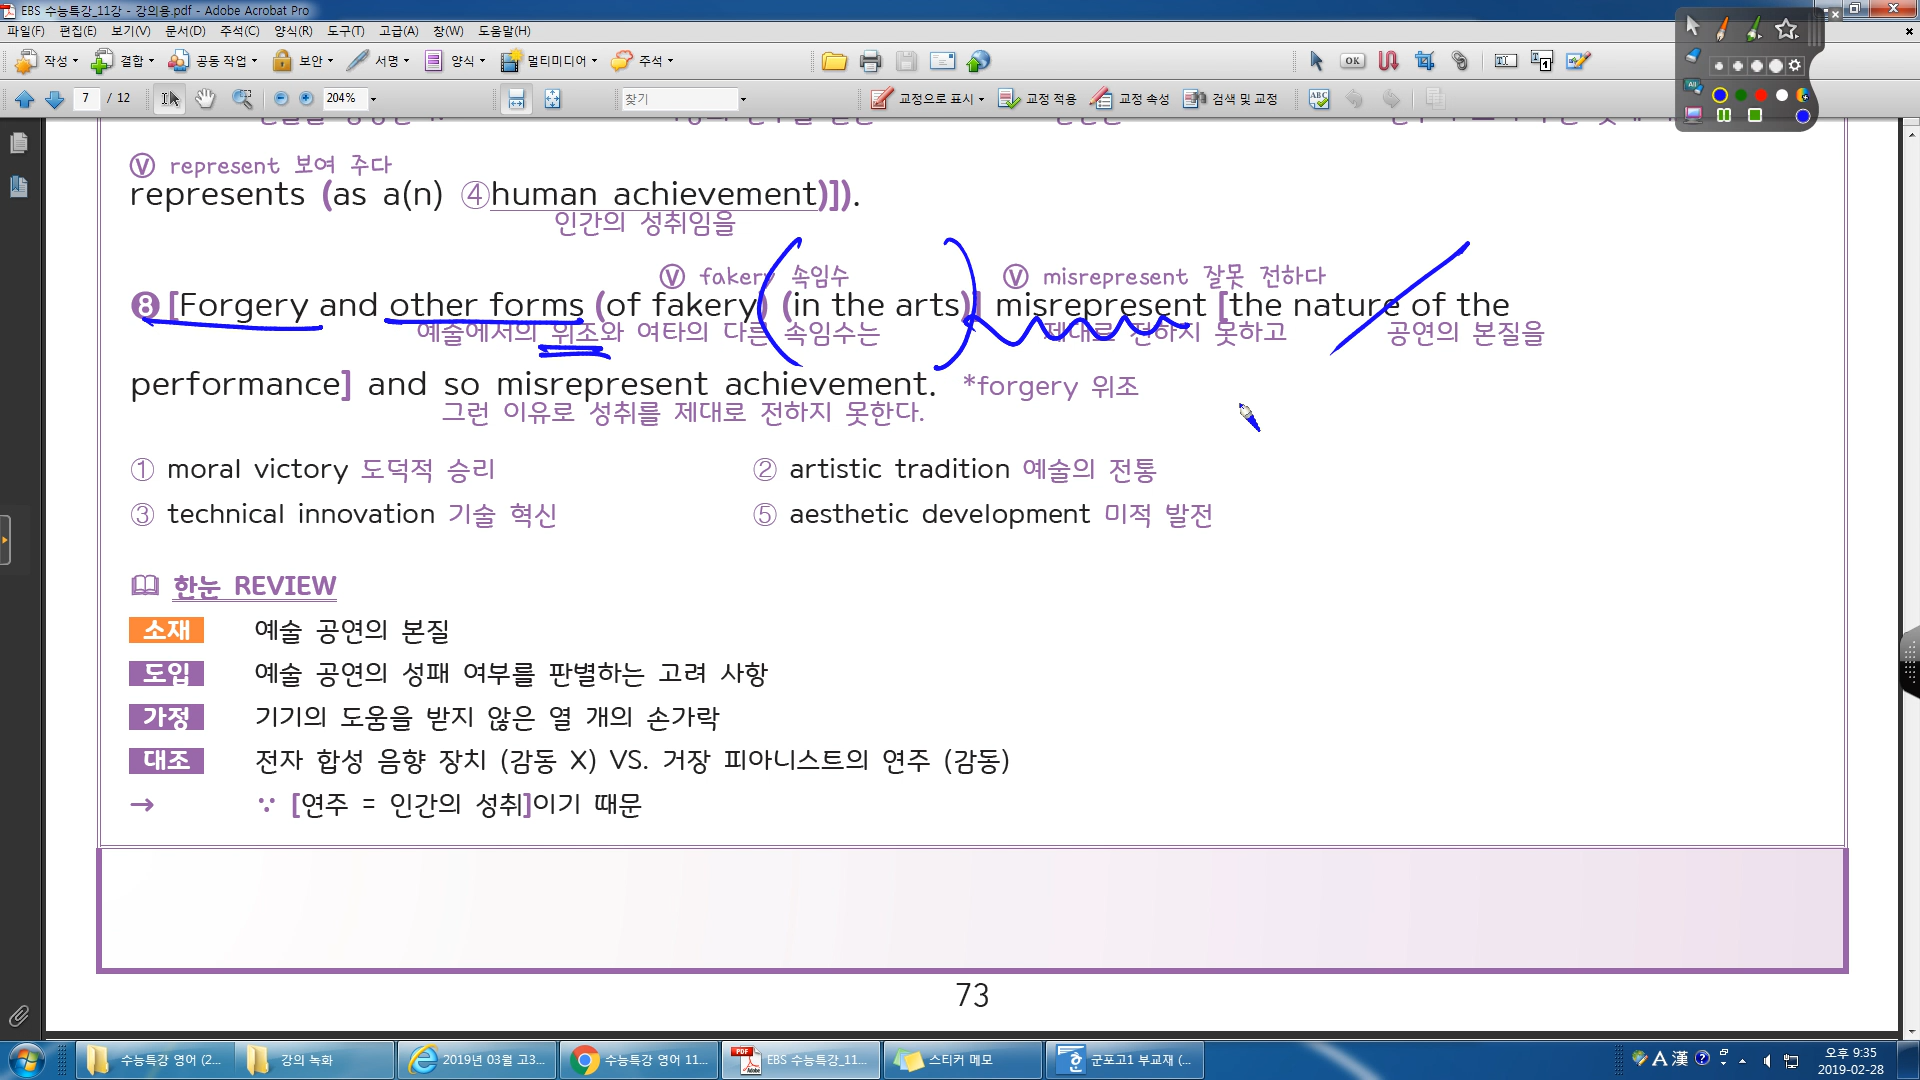 EBS 수능특강_11강 - 강의용.pdf - Adobe Acrobat Pro
파일(F) 편집(E) 보기(V) 문서(D) 주석(C) 양식(R) 도구(T) 고급(A) 창(W) 도움말(H)
작성 결합 공동 작업 보안 서명 양식 멀티미디어 주석 OK
7 / 12 204% 찾기 교정으로 표시 교정 적용 교정 속성 검색 및 교정
Ⓥ represent 보여 주다
represents (as a(n) ④human achievement)]).
인간의 성취임을
Ⓥ fakery 속임수 Ⓥ misrepresent 잘못 전하다
❽ [Forgery and other forms (of fakery) (in the arts)] misrepresent [the nature of the
예술에서의 위조와 여타의 다른 속임수는 제대로 전하지 못하고 공연의 본질을
performance] and so misrepresent achievement. *forgery 위조
그런 이유로 성취를 제대로 전하지 못한다.
① moral victory 도덕적 승리 ② artistic tradition 예술의 전통
③ technical innovation 기술 혁신 ⑤ aesthetic development 미적 발전
한눈 REVIEW
소재 예술 공연의 본질
도입 예술 공연의 성패 여부를 판별하는 고려 사항
가정 기기의 도움을 받지 않은 열 개의 손가락
대조 전자 합성 음향 장치 (감동 X) VS. 거장 피아니스트의 연주 (감동)
→ ∵ [연주 = 인간의 성취]이기 때문
73
수능특강 영어 (2... 강의 녹화 2019년 03월 고3... 수능특강 영어 11... EBS 수능특강_11... 스티커 메모 군포고1 부교재 (...
A 漢 오후 9:35
2019-02-28